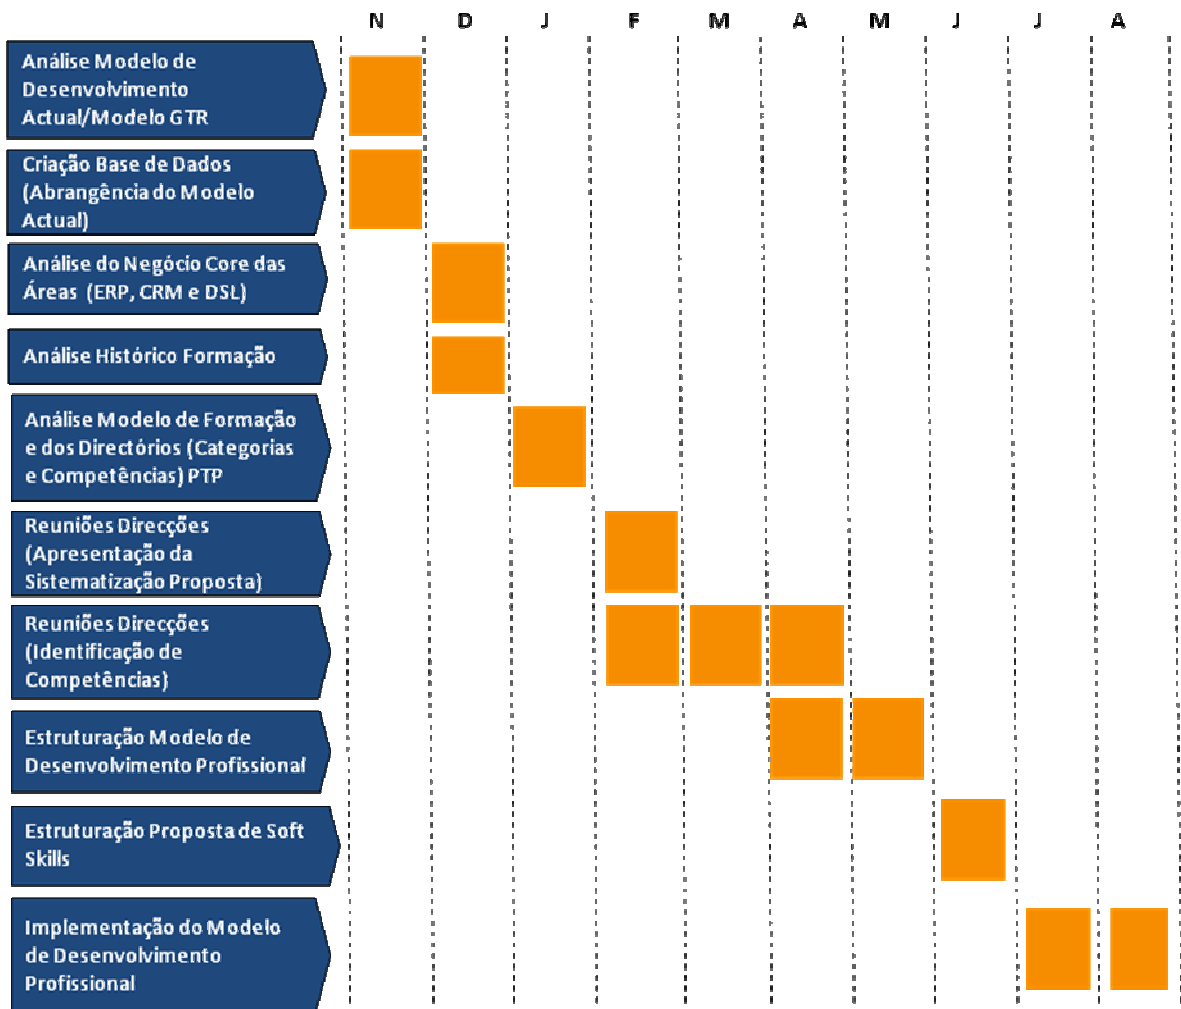 N D J F M A M J J A
Análise Modelo de
Desenvolvimento
Actual/Modelo GTR
Criação Base de Dados
(Abrangência do Modelo
Actual)
Análise do Negócio Core das
Áreas (ERP, CRM e DSL)
Análise Histórico Formação
Análise Modelo de Formação
e dos Directórios (Categorias
e Competências) PTP
Reuniões Direcções
(Apresentação da
Sistematização Proposta)
Reuniões Direcções
(Identificação de
Competências)
Estruturação Modelo de
Desenvolvimento Profissional
Estruturação Proposta de Soft
Skills
Implementação do Modelo
de Desenvolvimento
Profissional